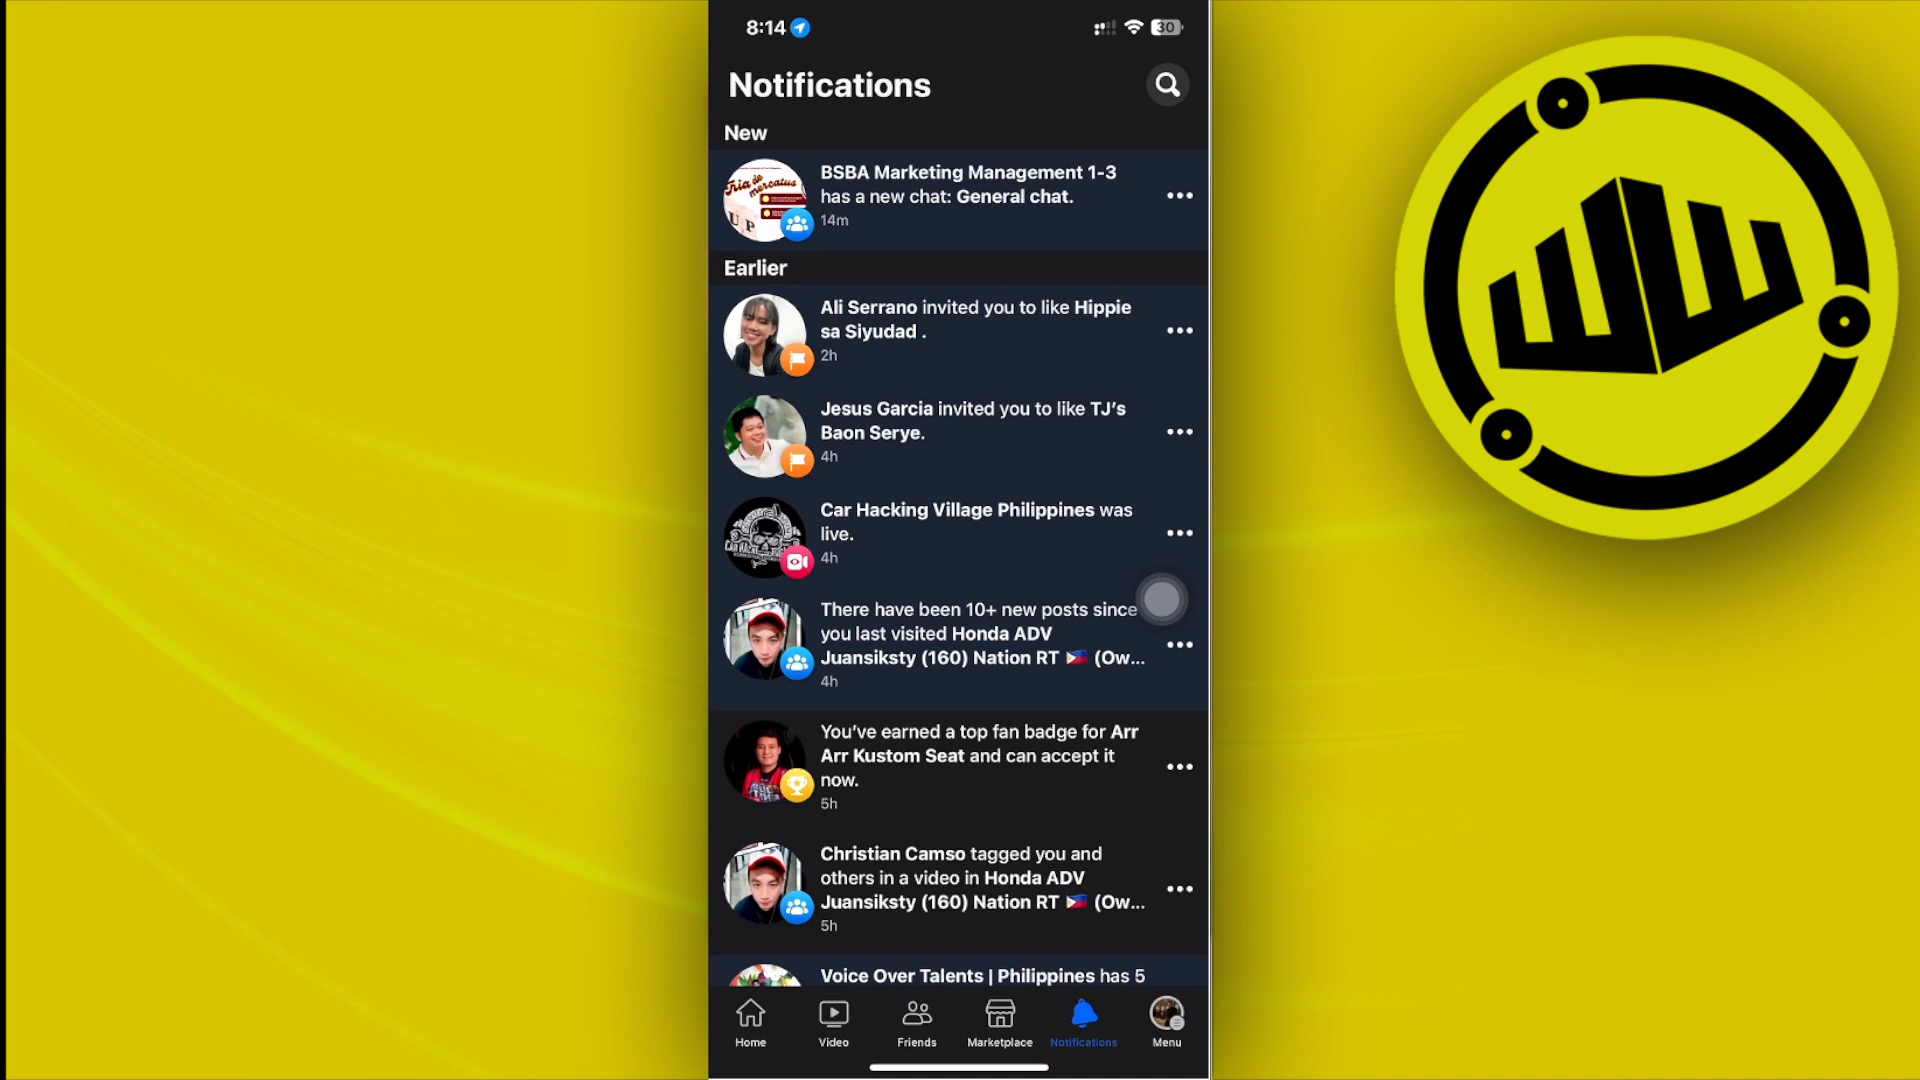 8:14
30
Notifications
New
BSBA Marketing Management 1-3
has a new chat: General chat.
14m
Earlier
Ali Serrano invited you to like Hippie
sa Siyudad .
2h
Jesus Garcia invited you to like TJ's
Baon Serye.
4h
Car Hacking Village Philippines was
live.
4h
There have been 10+ new posts since
you last visited Honda ADV
Juansiksty (160) Nation RT 🇵🇭 (Ow...
4h
You've earned a top fan badge for Arr
Arr Kustom Seat and can accept it
now.
5h
Christian Camso tagged you and
others in a video in Honda ADV
Juansiksty (160) Nation RT 🇵🇭 (Ow...
5h
Voice Over Talents | Philippines has 5
Home
Video
Friends
Marketplace
Notifications
Menu